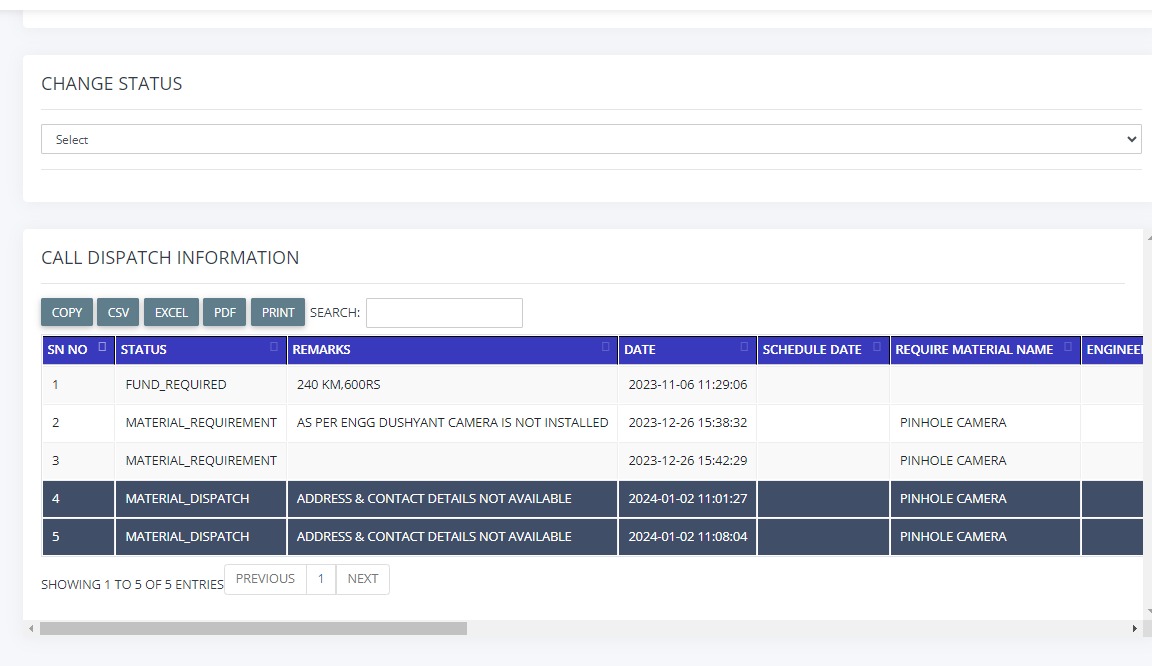 CHANGE STATUS
Select
CALL DISPATCH INFORMATION
COPY CSV EXCEL PDF PRINT SEARCH:
SN NO STATUS REMARKS DATE SCHEDULE DATE REQUIRE MATERIAL NAME ENGINEE
1 FUND_REQUIRED 240 KM,600RS 2023-11-06 11:29:06
2 MATERIAL_REQUIREMENT AS PER ENGG DUSHYANT CAMERA IS NOT INSTALLED 2023-12-26 15:38:32 PINHOLE CAMERA
3 MATERIAL_REQUIREMENT 2023-12-26 15:42:29 PINHOLE CAMERA
4 MATERIAL_DISPATCH ADDRESS & CONTACT DETAILS NOT AVAILABLE 2024-01-02 11:01:27 PINHOLE CAMERA
5 MATERIAL_DISPATCH ADDRESS & CONTACT DETAILS NOT AVAILABLE 2024-01-02 11:08:04 PINHOLE CAMERA
SHOWING 1 TO 5 OF 5 ENTRIES PREVIOUS 1 NEXT